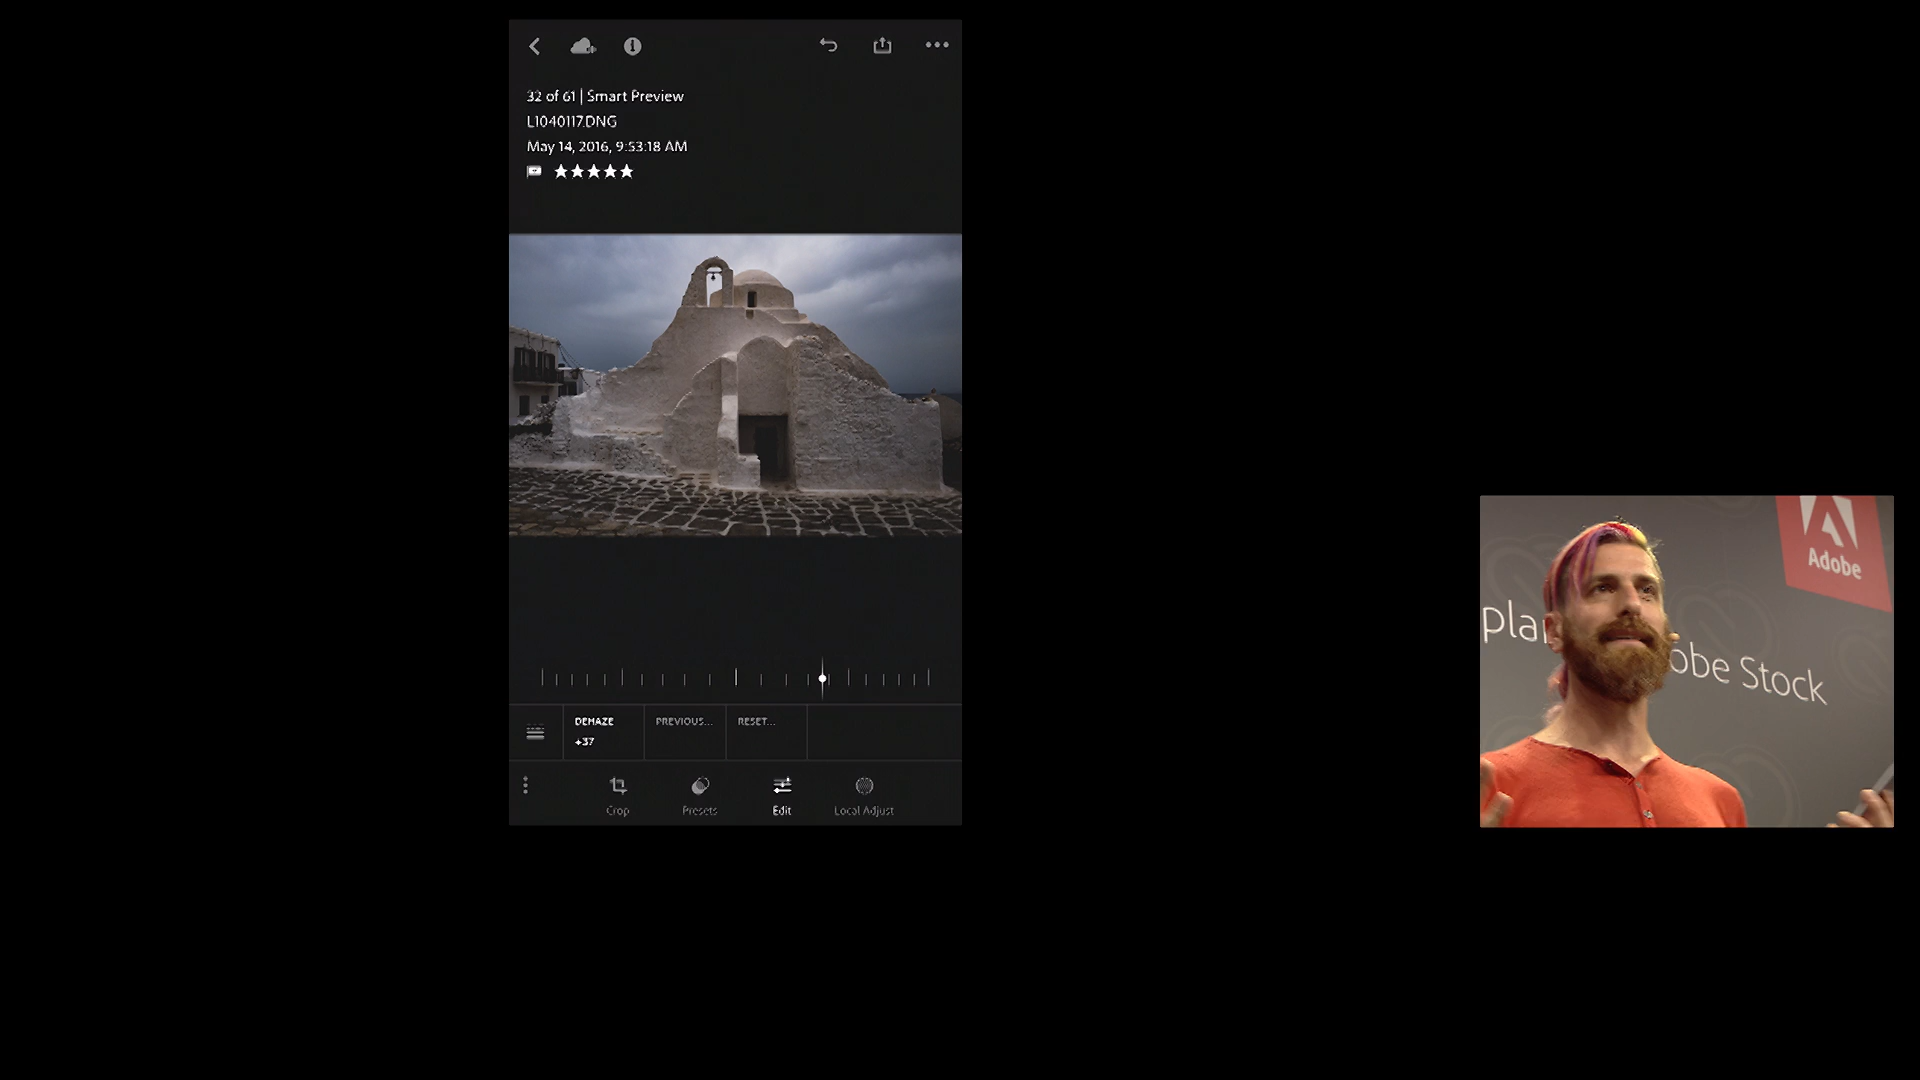 32 of 61 | Smart Preview
L1040117.DNG
May 14, 2016, 9:53:18 AM
DEHAZE
+37
PREVIOUS...
RESET...
Crop
Presets
Edit
Local Adjust
Adobe
obe Stock